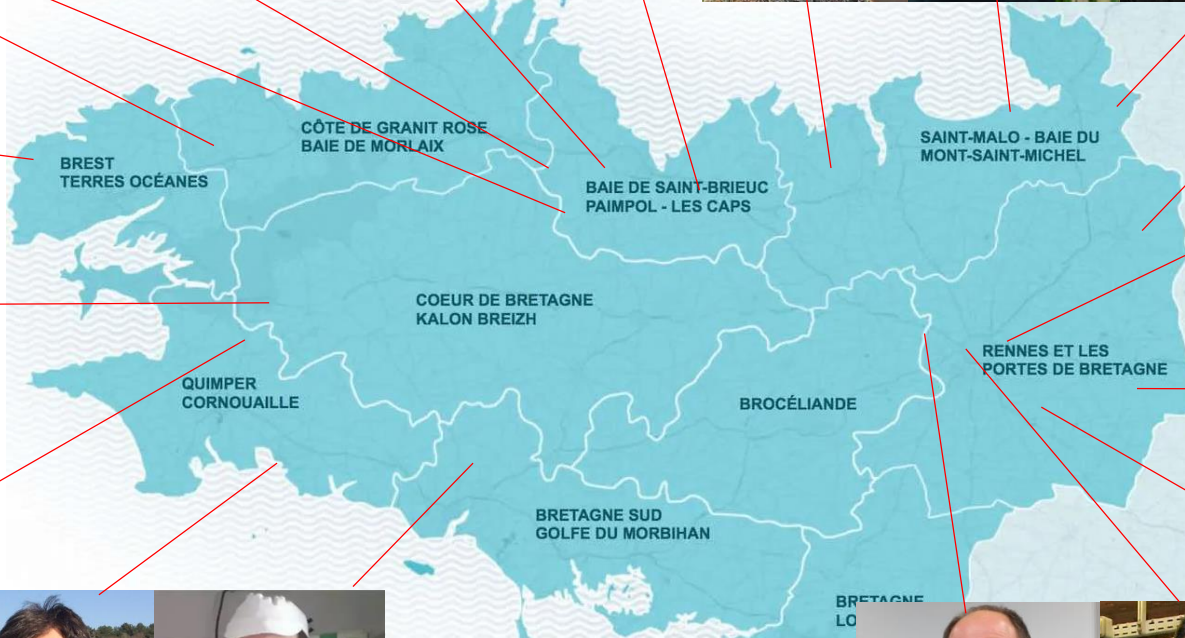 CÔTE DE GRANIT ROSE
BAIE DE MORLAIX
SAINT-MALO - BAIE DU
MONT-SAINT-MICHEL
BREST
TERRES OCÉANES
BAIE DE SAINT-BRIEUC
PAIMPOL - LES CAPS
COEUR DE BRETAGNE
KALON BREIZH
RENNES ET LES
PORTES DE BRETAGNE
QUIMPER
CORNOUAILLE
BROCÉLIANDE
BRETAGNE SUD
GOLFE DU MORBIHAN
BRETAGNE
LO